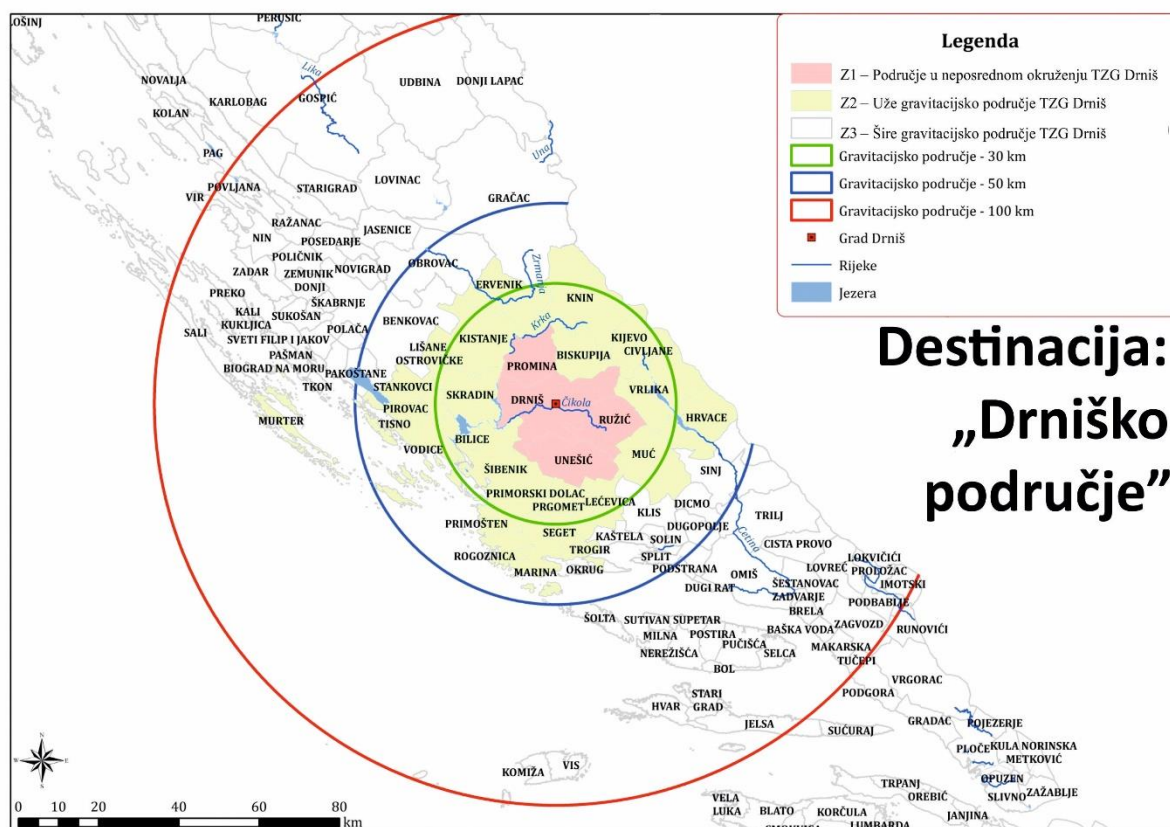 OŠINJ
PERUŠIĆ
Lika
NOVALJA
KARLOBAG
GOSPIĆ
UDBINA
DONJI LAPAC
KOLAN
PAG
Una
POVLJANA
VIR
STARIGRAD
LOVINAC
GRAČAC
RAŽANAC
JASENICE
NIN
POSEDARJE
POLIČNIK
OBROVAC
Zrmanja
ZADAR
ZEMUNIK
DONJI
NOVIGRAD
ERVENIK
KNIN
PREKO
ŠKABRNJE
KALI
SUKOŠAN
KUKLJICA
POLAČA
BENKOVAC
KISTANJE
Krka
KIJEVO
CIVLJANE
SALI
SVETI FILIP I JAKOV
LIŠANE
OSTROVIČKE
BISKUPIJA
PAŠMAN
BIOGRAD NA MORU
PAKOŠTANE
PROMINA
TKON
STANKOVCI
SKRADIN
DRNIŠ
Čikola
VRLIKA
PIROVAC
RUŽIĆ
HRVACE
MURTER
TISNO
VODICE
BILICE
UNEŠIĆ
MUĆ
SINJ
ŠIBENIK
PRIMORSKI DOLAC
PRGOMET
LEĆEVICA
KLIS
DICMO
DUGOPOLJE
TRILJ
PRIMOŠTEN
SEGET
KAŠTELA
SOLIN
Cetina
CISTA PROVO
ROGOZNICA
TROGIR
SPLIT
PODSTRANA
LOKVIČIĆI
LOVREĆ
PROLOŽAC
MARINA
OKRUG
OMIŠ
ŠESTANOVAC
IMOTSKI
DUGI RAT
ZADVARJE
PODBABLJE
BRELA
ŠOLTA
SUTIVAN SUPETAR
BAŠKA VODA
ZAGVOZD
RUNOVIĆI
MILNA
POSTIRA
PUČIŠĆA
MAKARSKA
NEREŽIŠĆA
SELCA
TUČEPI
BOL
VRGORAC
STARI
GRAD
PODGORA
HVAR
JELSA
SUĆURAJ
GRADAC
POJEZERJE
PLOČE
KULA NORINSKA
METKOVIĆ
KOMIŽA
VIS
TRPANJ
OPUZEN
OREBIĆ
SLIVNO
ZAŽABLJE
VELA
LUKA
BLATO
KORČULA
JANJINA
SMOKVICA
LUMBARDA
Legenda
Z1 – Područje u neposrednom okruženju TZG Drniš
Z2 – Uže gravitacijsko područje TZG Drniš
Z3 – Šire gravitacijsko područje TZG Drniš
Gravitacijsko područje - 30 km
Gravitacijsko područje - 50 km
Gravitacijsko područje - 100 km
Grad Drniš
Rijeke
Jezera
Destinacija:
„Drniško
područje”
N
W E
S
0 10 20 40 60 80
km